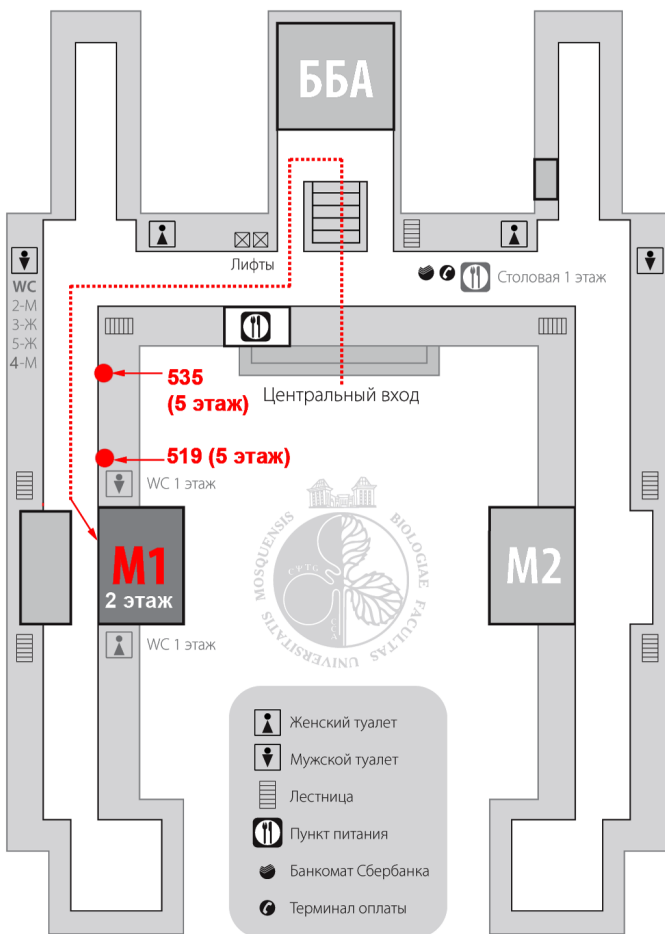 ББА
Лифты
Столовая 1 этаж
WC
2-М
3-Ж
5-Ж
4-М
535
(5 этаж)
Центральный вход
519 (5 этаж)
WC 1 этаж
М1
2 этаж
М2
WC 1 этаж
MOSQUENSIS
BIOLOGIAE FACULTAS
UNIVERSITATIS
Женский туалет
Мужской туалет
Лестница
Пункт питания
Банкомат Сбербанка
Терминал оплаты